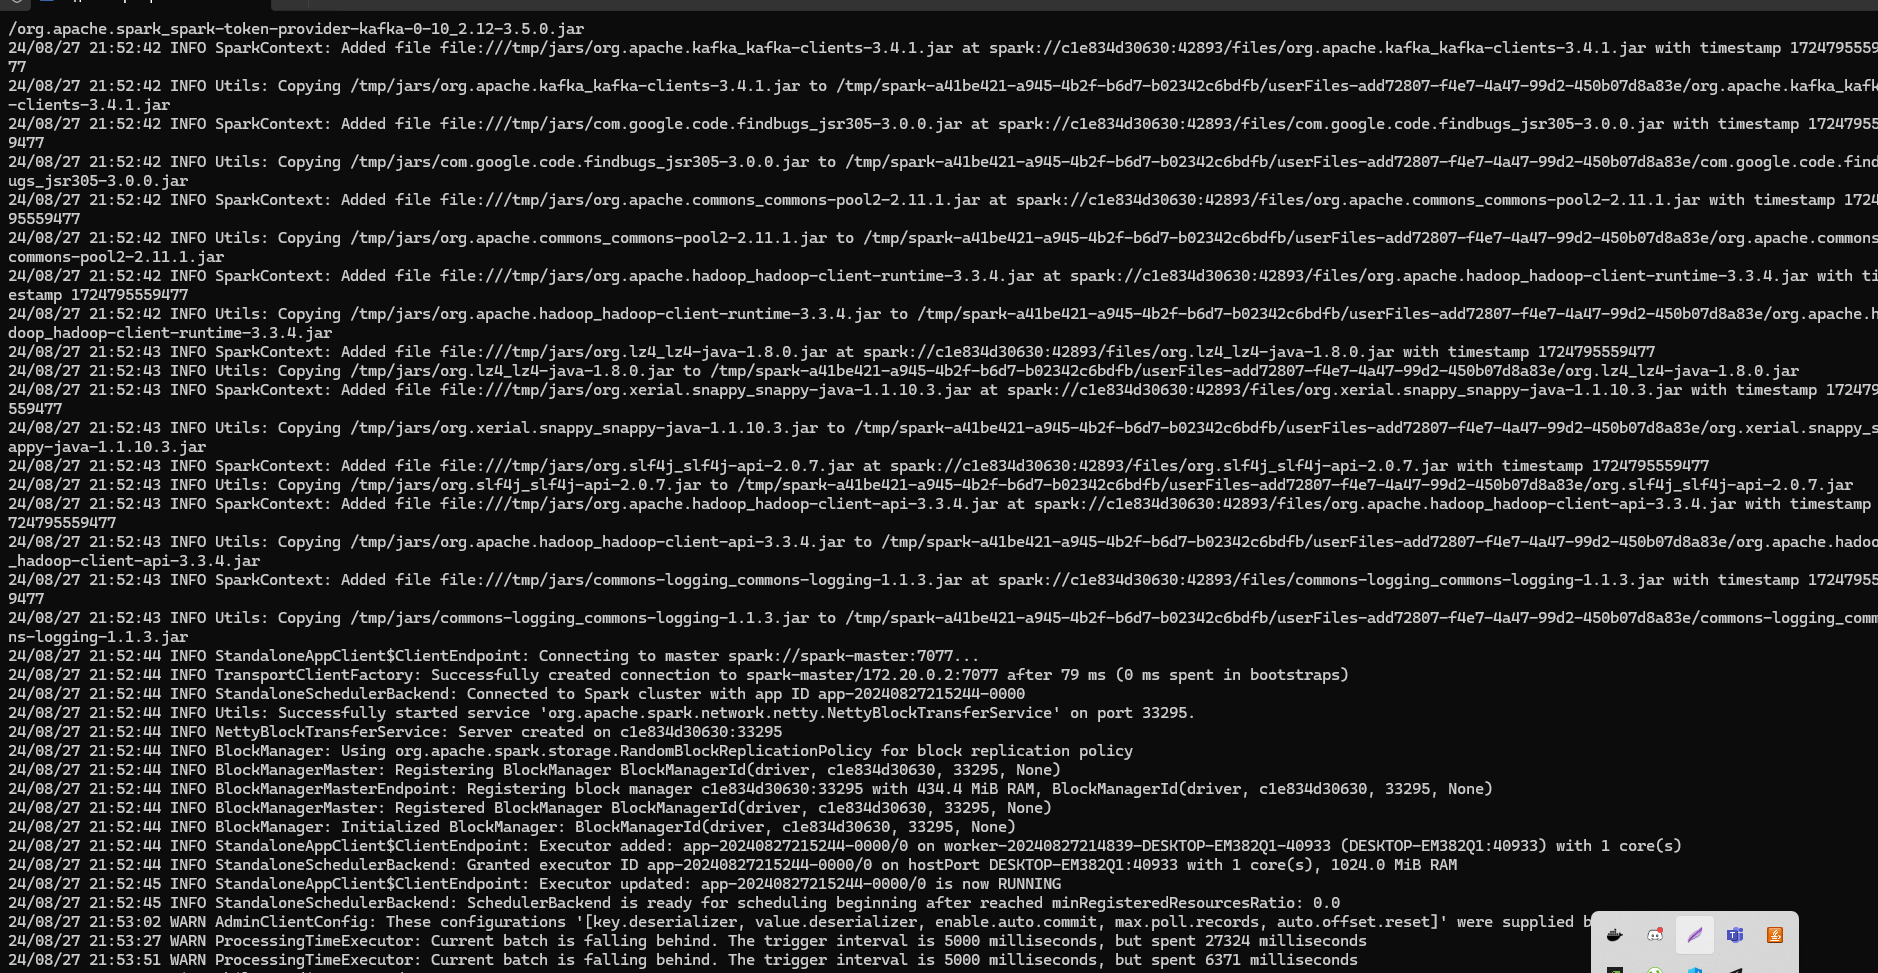 /org.apache.spark_spark-token-provider-kafka-0-10_2.12-3.5.0.jar
24/08/27 21:52:42 INFO SparkContext: Added file file:///tmp/jars/org.apache.kafka_kafka-clients-3.4.1.jar at spark://c1e834d30630:42893/files/org.apache.kafka_kafka-clients-3.4.1.jar with timestamp 1724795559
77
24/08/27 21:52:42 INFO Utils: Copying /tmp/jars/org.apache.kafka_kafka-clients-3.4.1.jar to /tmp/spark-a41be421-a945-4b2f-b6d7-b02342c6bdfb/userFiles-add72807-f4e7-4a47-99d2-450b07d8a83e/org.apache.kafka_kafk
-clients-3.4.1.jar
24/08/27 21:52:42 INFO SparkContext: Added file file:///tmp/jars/com.google.code.findbugs_jsr305-3.0.0.jar at spark://c1e834d30630:42893/files/com.google.code.findbugs_jsr305-3.0.0.jar with timestamp 17247955
9477
24/08/27 21:52:42 INFO Utils: Copying /tmp/jars/com.google.code.findbugs_jsr305-3.0.0.jar to /tmp/spark-a41be421-a945-4b2f-b6d7-b02342c6bdfb/userFiles-add72807-f4e7-4a47-99d2-450b07d8a83e/com.google.code.find
ugs_jsr305-3.0.0.jar
24/08/27 21:52:42 INFO SparkContext: Added file file:///tmp/jars/org.apache.commons_commons-pool2-2.11.1.jar at spark://c1e834d30630:42893/files/org.apache.commons_commons-pool2-2.11.1.jar with timestamp 1724
95559477
24/08/27 21:52:42 INFO Utils: Copying /tmp/jars/org.apache.commons_commons-pool2-2.11.1.jar to /tmp/spark-a41be421-a945-4b2f-b6d7-b02342c6bdfb/userFiles-add72807-f4e7-4a47-99d2-450b07d8a83e/org.apache.commons
commons-pool2-2.11.1.jar
24/08/27 21:52:42 INFO SparkContext: Added file file:///tmp/jars/org.apache.hadoop_hadoop-client-runtime-3.3.4.jar at spark://c1e834d30630:42893/files/org.apache.hadoop_hadoop-client-runtime-3.3.4.jar with ti
estamp 1724795559477
24/08/27 21:52:42 INFO Utils: Copying /tmp/jars/org.apache.hadoop_hadoop-client-runtime-3.3.4.jar to /tmp/spark-a41be421-a945-4b2f-b6d7-b02342c6bdfb/userFiles-add72807-f4e7-4a47-99d2-450b07d8a83e/org.apache.h
doop_hadoop-client-runtime-3.3.4.jar
24/08/27 21:52:43 INFO SparkContext: Added file file:///tmp/jars/org.lz4_lz4-java-1.8.0.jar at spark://c1e834d30630:42893/files/org.lz4_lz4-java-1.8.0.jar with timestamp 1724795559477
24/08/27 21:52:43 INFO Utils: Copying /tmp/jars/org.lz4_lz4-java-1.8.0.jar to /tmp/spark-a41be421-a945-4b2f-b6d7-b02342c6bdfb/userFiles-add72807-f4e7-4a47-99d2-450b07d8a83e/org.lz4_lz4-java-1.8.0.jar
24/08/27 21:52:43 INFO SparkContext: Added file file:///tmp/jars/org.xerial.snappy_snappy-java-1.1.10.3.jar at spark://c1e834d30630:42893/files/org.xerial.snappy_snappy-java-1.1.10.3.jar with timestamp 172479
559477
24/08/27 21:52:43 INFO Utils: Copying /tmp/jars/org.xerial.snappy_snappy-java-1.1.10.3.jar to /tmp/spark-a41be421-a945-4b2f-b6d7-b02342c6bdfb/userFiles-add72807-f4e7-4a47-99d2-450b07d8a83e/org.xerial.snappy_s
appy-java-1.1.10.3.jar
24/08/27 21:52:43 INFO SparkContext: Added file file:///tmp/jars/org.slf4j_slf4j-api-2.0.7.jar at spark://c1e834d30630:42893/files/org.slf4j_slf4j-api-2.0.7.jar with timestamp 1724795559477
24/08/27 21:52:43 INFO Utils: Copying /tmp/jars/org.slf4j_slf4j-api-2.0.7.jar to /tmp/spark-a41be421-a945-4b2f-b6d7-b02342c6bdfb/userFiles-add72807-f4e7-4a47-99d2-450b07d8a83e/org.slf4j_slf4j-api-2.0.7.jar
24/08/27 21:52:43 INFO SparkContext: Added file file:///tmp/jars/org.apache.hadoop_hadoop-client-api-3.3.4.jar at spark://c1e834d30630:42893/files/org.apache.hadoop_hadoop-client-api-3.3.4.jar with timestamp
724795559477
24/08/27 21:52:43 INFO Utils: Copying /tmp/jars/org.apache.hadoop_hadoop-client-api-3.3.4.jar to /tmp/spark-a41be421-a945-4b2f-b6d7-b02342c6bdfb/userFiles-add72807-f4e7-4a47-99d2-450b07d8a83e/org.apache.hadoo
_hadoop-client-api-3.3.4.jar
24/08/27 21:52:43 INFO SparkContext: Added file file:///tmp/jars/commons-logging_commons-logging-1.1.3.jar at spark://c1e834d30630:42893/files/commons-logging_commons-logging-1.1.3.jar with timestamp 17247955
9477
24/08/27 21:52:43 INFO Utils: Copying /tmp/jars/commons-logging_commons-logging-1.1.3.jar to /tmp/spark-a41be421-a945-4b2f-b6d7-b02342c6bdfb/userFiles-add72807-f4e7-4a47-99d2-450b07d8a83e/commons-logging_comm
ns-logging-1.1.3.jar
24/08/27 21:52:44 INFO StandaloneAppClient$ClientEndpoint: Connecting to master spark://spark-master:7077...
24/08/27 21:52:44 INFO TransportClientFactory: Successfully created connection to spark-master/172.20.0.2:7077 after 79 ms (0 ms spent in bootstraps)
24/08/27 21:52:44 INFO StandaloneSchedulerBackend: Connected to Spark cluster with app ID app-20240827215244-0000
24/08/27 21:52:44 INFO Utils: Successfully started service 'org.apache.spark.network.netty.NettyBlockTransferService' on port 33295.
24/08/27 21:52:44 INFO NettyBlockTransferService: Server created on c1e834d30630:33295
24/08/27 21:52:44 INFO BlockManager: Using org.apache.spark.storage.RandomBlockReplicationPolicy for block replication policy
24/08/27 21:52:44 INFO BlockManagerMaster: Registering BlockManager BlockManagerId(driver, c1e834d30630, 33295, None)
24/08/27 21:52:44 INFO BlockManagerMasterEndpoint: Registering block manager c1e834d30630:33295 with 434.4 MiB RAM, BlockManagerId(driver, c1e834d30630, 33295, None)
24/08/27 21:52:44 INFO BlockManagerMaster: Registered BlockManager BlockManagerId(driver, c1e834d30630, 33295, None)
24/08/27 21:52:44 INFO BlockManager: Initialized BlockManager: BlockManagerId(driver, c1e834d30630, 33295, None)
24/08/27 21:52:44 INFO StandaloneAppClient$ClientEndpoint: Executor added: app-20240827215244-0000/0 on worker-20240827214839-DESKTOP-EM382Q1-40933 (DESKTOP-EM382Q1:40933) with 1 core(s)
24/08/27 21:52:44 INFO StandaloneSchedulerBackend: Granted executor ID app-20240827215244-0000/0 on hostPort DESKTOP-EM382Q1:40933 with 1 core(s), 1024.0 MiB RAM
24/08/27 21:52:45 INFO StandaloneAppClient$ClientEndpoint: Executor updated: app-20240827215244-0000/0 is now RUNNING
24/08/27 21:52:45 INFO StandaloneSchedulerBackend: SchedulerBackend is ready for scheduling beginning after reached minRegisteredResourcesRatio: 0.0
24/08/27 21:53:02 WARN AdminClientConfig: These configurations '[key.deserializer, value.deserializer, enable.auto.commit, max.poll.records, auto.offset.reset]' were supplied b
24/08/27 21:53:27 WARN ProcessingTimeExecutor: Current batch is falling behind. The trigger interval is 5000 milliseconds, but spent 27324 milliseconds
24/08/27 21:53:51 WARN ProcessingTimeExecutor: Current batch is falling behind. The trigger interval is 5000 milliseconds, but spent 6371 milliseconds